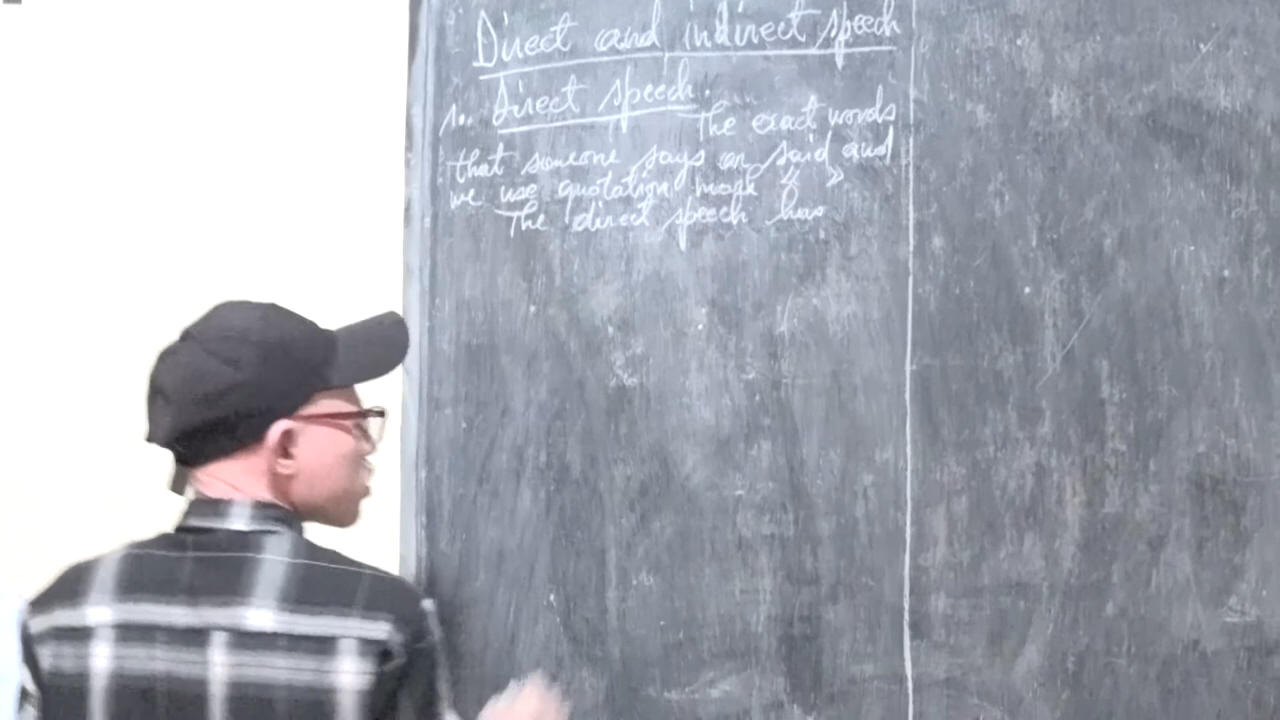 Direct and indirect speech
1. Direct speech.
The exact words
that someone says or said and
we use quotation mark “ ”
The direct speech has